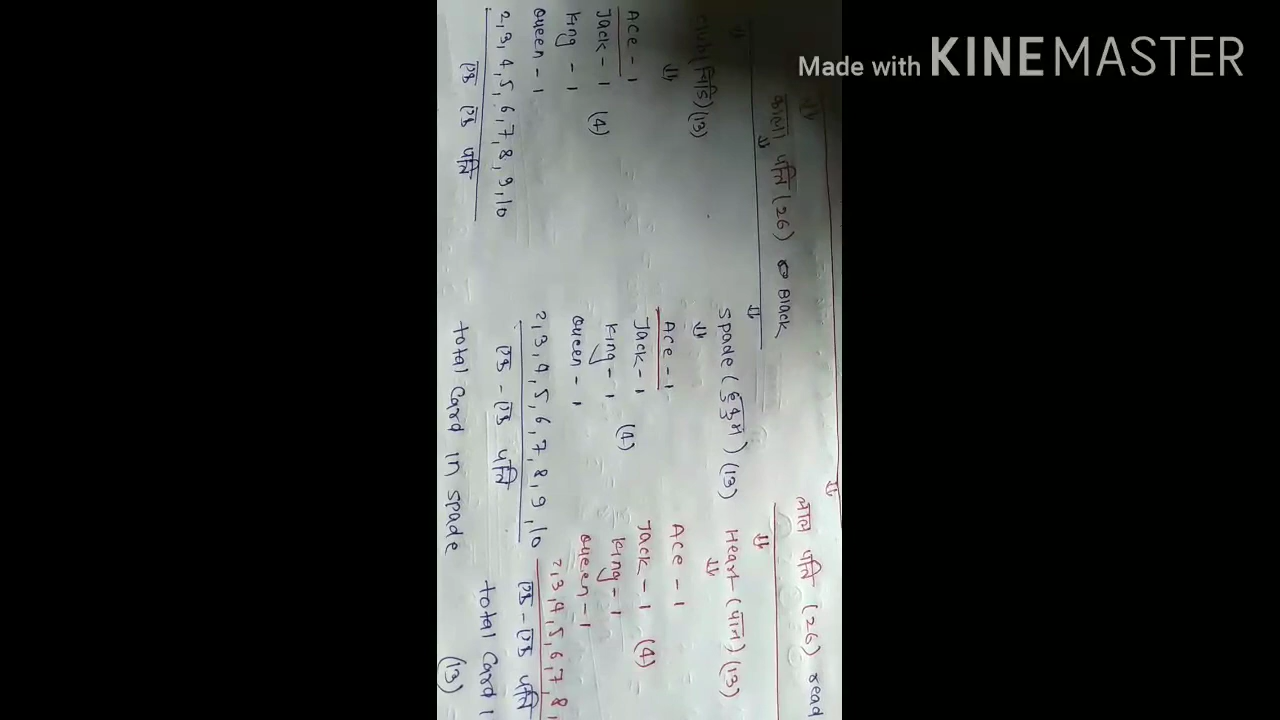 Made with KINEMASTER
काला पत्ति (26) Black
लाल पत्ति (26) read
club (चिड़ि) (13)
Ace - 1
Jack - 1 (4)
king - 1
Queen - 1
2, 3, 4, 5, 6, 7, 8, 9, 10
एक एक पत्ति
Spade (हुकुम) (13)
Ace - 1
Jack - 1
king - 1 (4)
Queen - 1
2, 3, 4, 5, 6, 7, 8, 9, 10
एक - एक पत्ति
total Card in spade
Heart (पान) (13)
Ace - 1
Jack - 1 (4)
king - 1
Queen - 1
2, 3, 4, 5, 6, 7, 8,
एक - एक पत्ति
total Card
(13)